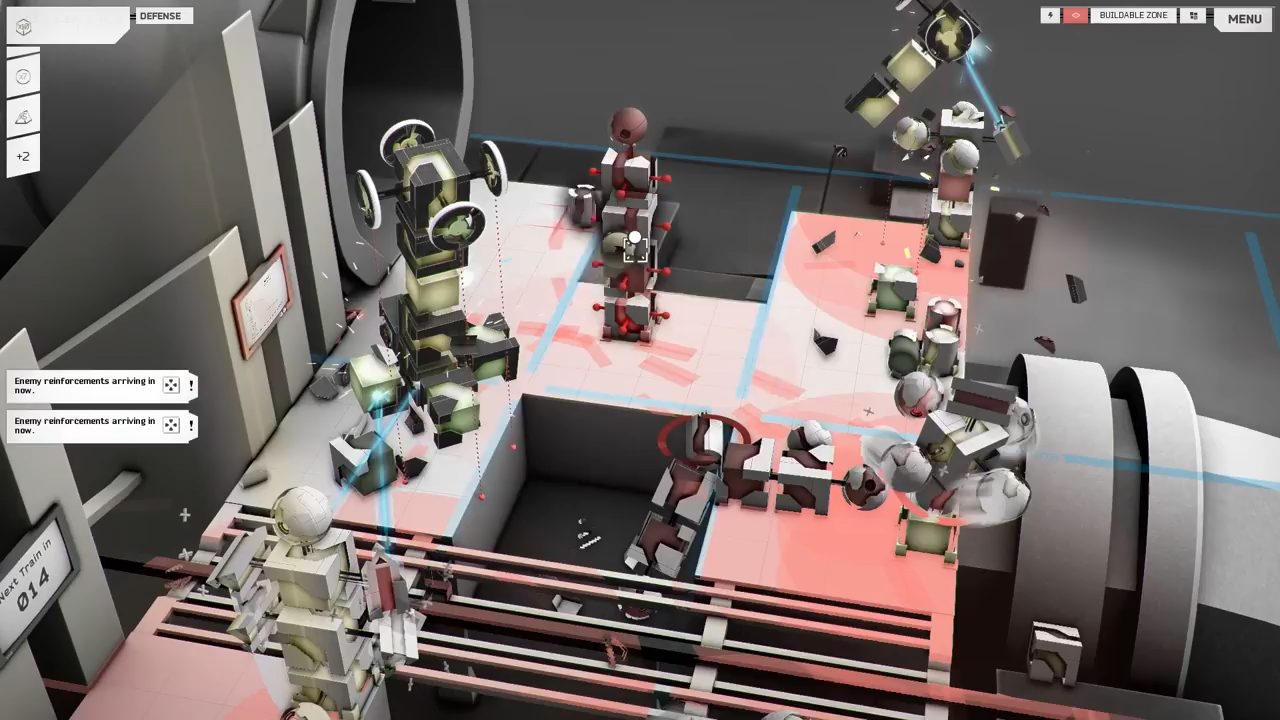 DEFENSE
BUILDABLE ZONE
MENU
+2
Enemy reinforcements arriving in
now.
!
Enemy reinforcements arriving in
now.
!
Next Train in
014